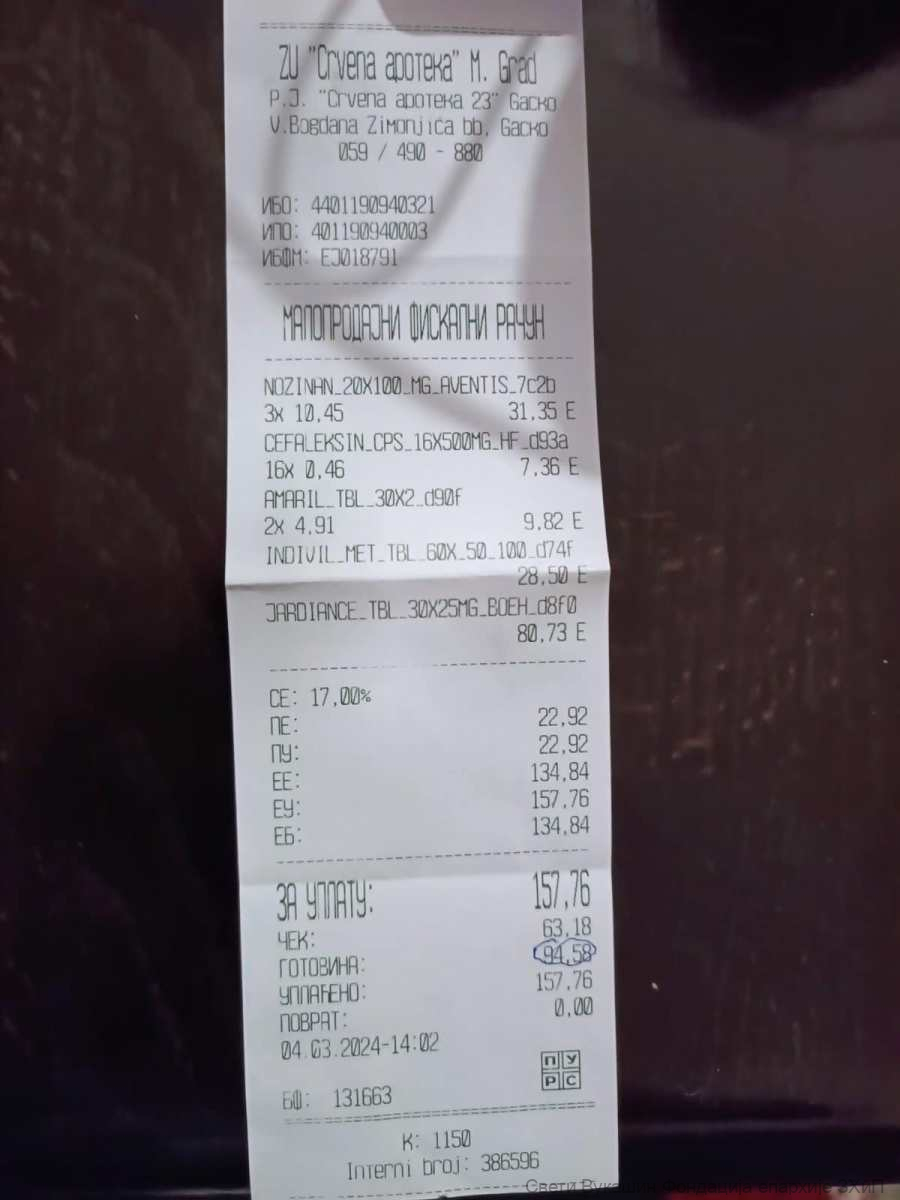 ZU "Crvena apoteka" M. Grad
P.J. "Crvena apoteka 23" Gacko
V.Bogdana Zimonjića bb, Gacko
059 / 490 - 880
ИБО: 4401190940321
ИПО: 401190940003
ИБФМ: EJ018791
МАЛОПРОДАЈНИ ФИСКАЛНИ РАЧУН
NOZINAN_20X100_MG_AVENTIS_7c2b
3x 10,45 31,35 E
CEFALEKSIN_CPS_16X500MG_HF_d93a
16x 0,46 7,36 E
AMARIL_TBL_30X2_d90f
2x 4,91 9,82 E
INDIVIL_MET_TBL_60X_50_100_d74f
28,50 E
JARDIANCE_TBL_30X25MG_BOEH_d8f0
80,73 E
СЕ: 17,00%
ПЕ: 22,92
ПУ: 22,92
ЕЕ: 134,84
ЕУ: 157,76
ЕБ: 134,84
ЗА УПЛАТУ: 157,76
ЧЕК: 63,18
ГОТОВИНА: 94,58
УПЛАЋЕНО: 157,76
ПОВРАТ: 0,00
04.03.2024-14:02
ПУ
РС
БФ: 131663
K: 1150
Interni broj: 386596
Свети Вукашин